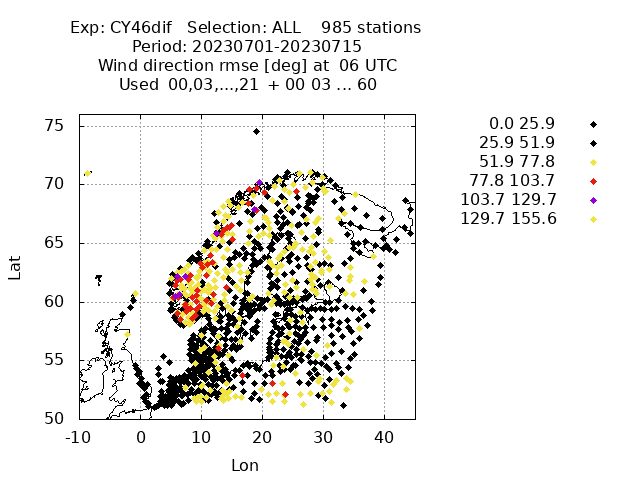 Exp: CY46dif   Selection: ALL    985 stations
Period: 20230701-20230715
Wind direction rmse [deg] at  06 UTC
Used  00,03,...,21  + 00 03 ... 60
0.0 25.9
25.9 51.9
51.9 77.8
77.8 103.7
103.7 129.7
129.7 155.6
75
70
65
60
55
50
Lat
-10 0 10 20 30 40
Lon